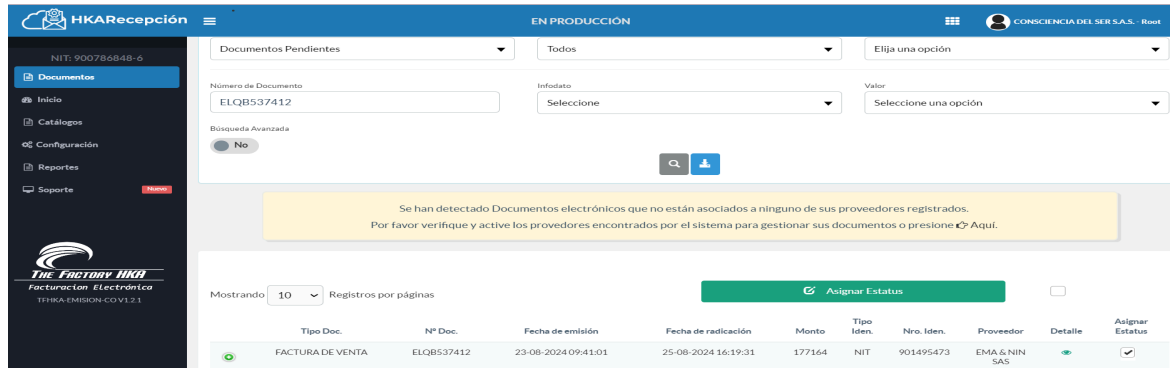 HKARecepción
EN PRODUCCIÓN
CONSCIENCIA DEL SER S.A.S. - Root
NIT: 900786848-6
Documentos
Inicio
Catálogos
Configuración
Reportes
Soporte
Nuevo
THE FACTORY HKA
Facturacion Electrónica
TFHKA-EMISION-CO V1.2.1
Documentos Pendientes
Todos
Elija una opción
Número de Documento
Infodato
Valor
ELQB537412
Seleccione
Seleccione una opción
Búsqueda Avanzada
No
Se han detectado Documentos electrónicos que no están asociados a ninguno de sus proveedores registrados.
Por favor verifique y active los provedores encontrados por el sistema para gestionar sus documentos o presione Aquí.
Mostrando 10 Registros por páginas
Asignar Estatus
Tipo Doc. N° Doc. Fecha de emisión Fecha de radicación Monto Tipo Iden. Nro. Iden. Proveedor Detalle Asignar Estatus
FACTURA DE VENTA ELQB537412 23-08-2024 09:41:01 25-08-2024 16:19:31 177164 NIT 901495473 EMA & NIN SAS